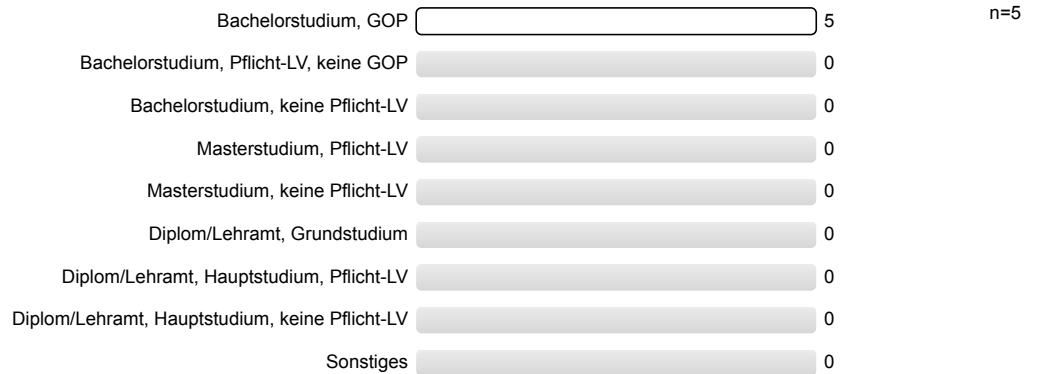 Bachelorstudium, GOP 5 n=5
Bachelorstudium, Pflicht-LV, keine GOP 0
Bachelorstudium, keine Pflicht-LV 0
Masterstudium, Pflicht-LV 0
Masterstudium, keine Pflicht-LV 0
Diplom/Lehramt, Grundstudium 0
Diplom/Lehramt, Hauptstudium, Pflicht-LV 0
Diplom/Lehramt, Hauptstudium, keine Pflicht-LV 0
Sonstiges 0